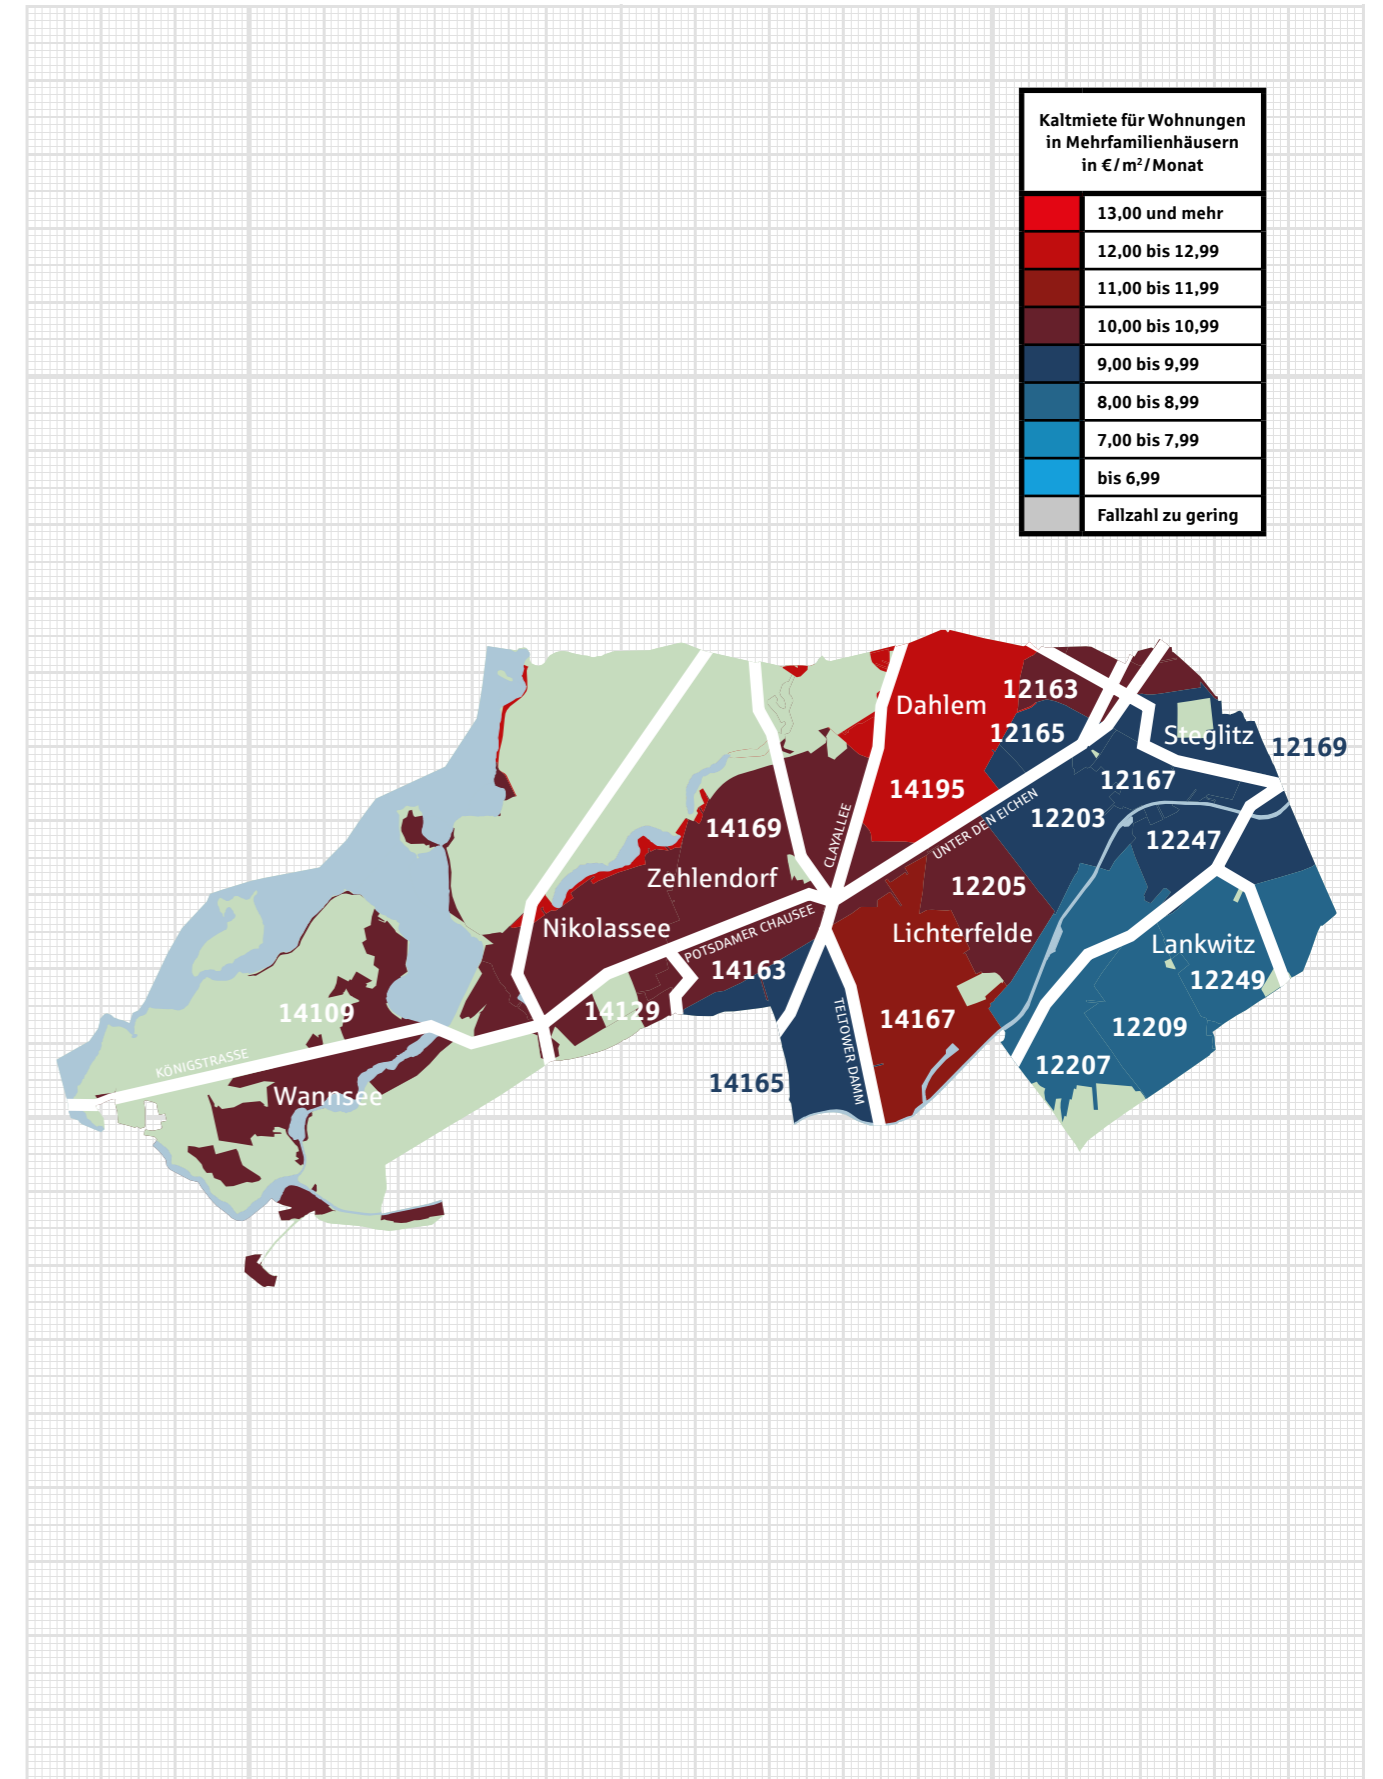 Kaltmiete für Wohnungen
in Mehrfamilienhäusern
in €/m²/Monat
13,00 und mehr
12,00 bis 12,99
11,00 bis 11,99
10,00 bis 10,99
9,00 bis 9,99
8,00 bis 8,99
7,00 bis 7,99
bis 6,99
Fallzahl zu gering
12163
Dahlem
12165
Steglitz
12169
12167
14195
CLAYALLEE
UNTER DEN EICHEN
12203
14169
12247
Zehlendorf
12205
Nikolassee
POTSDAMER CHAUSEE
Lichterfelde
Lankwitz
14163
12249
14109
14129
14167
12209
TELTOWER DAMM
KÖNIGSTRASSE
12207
14165
Wannsee